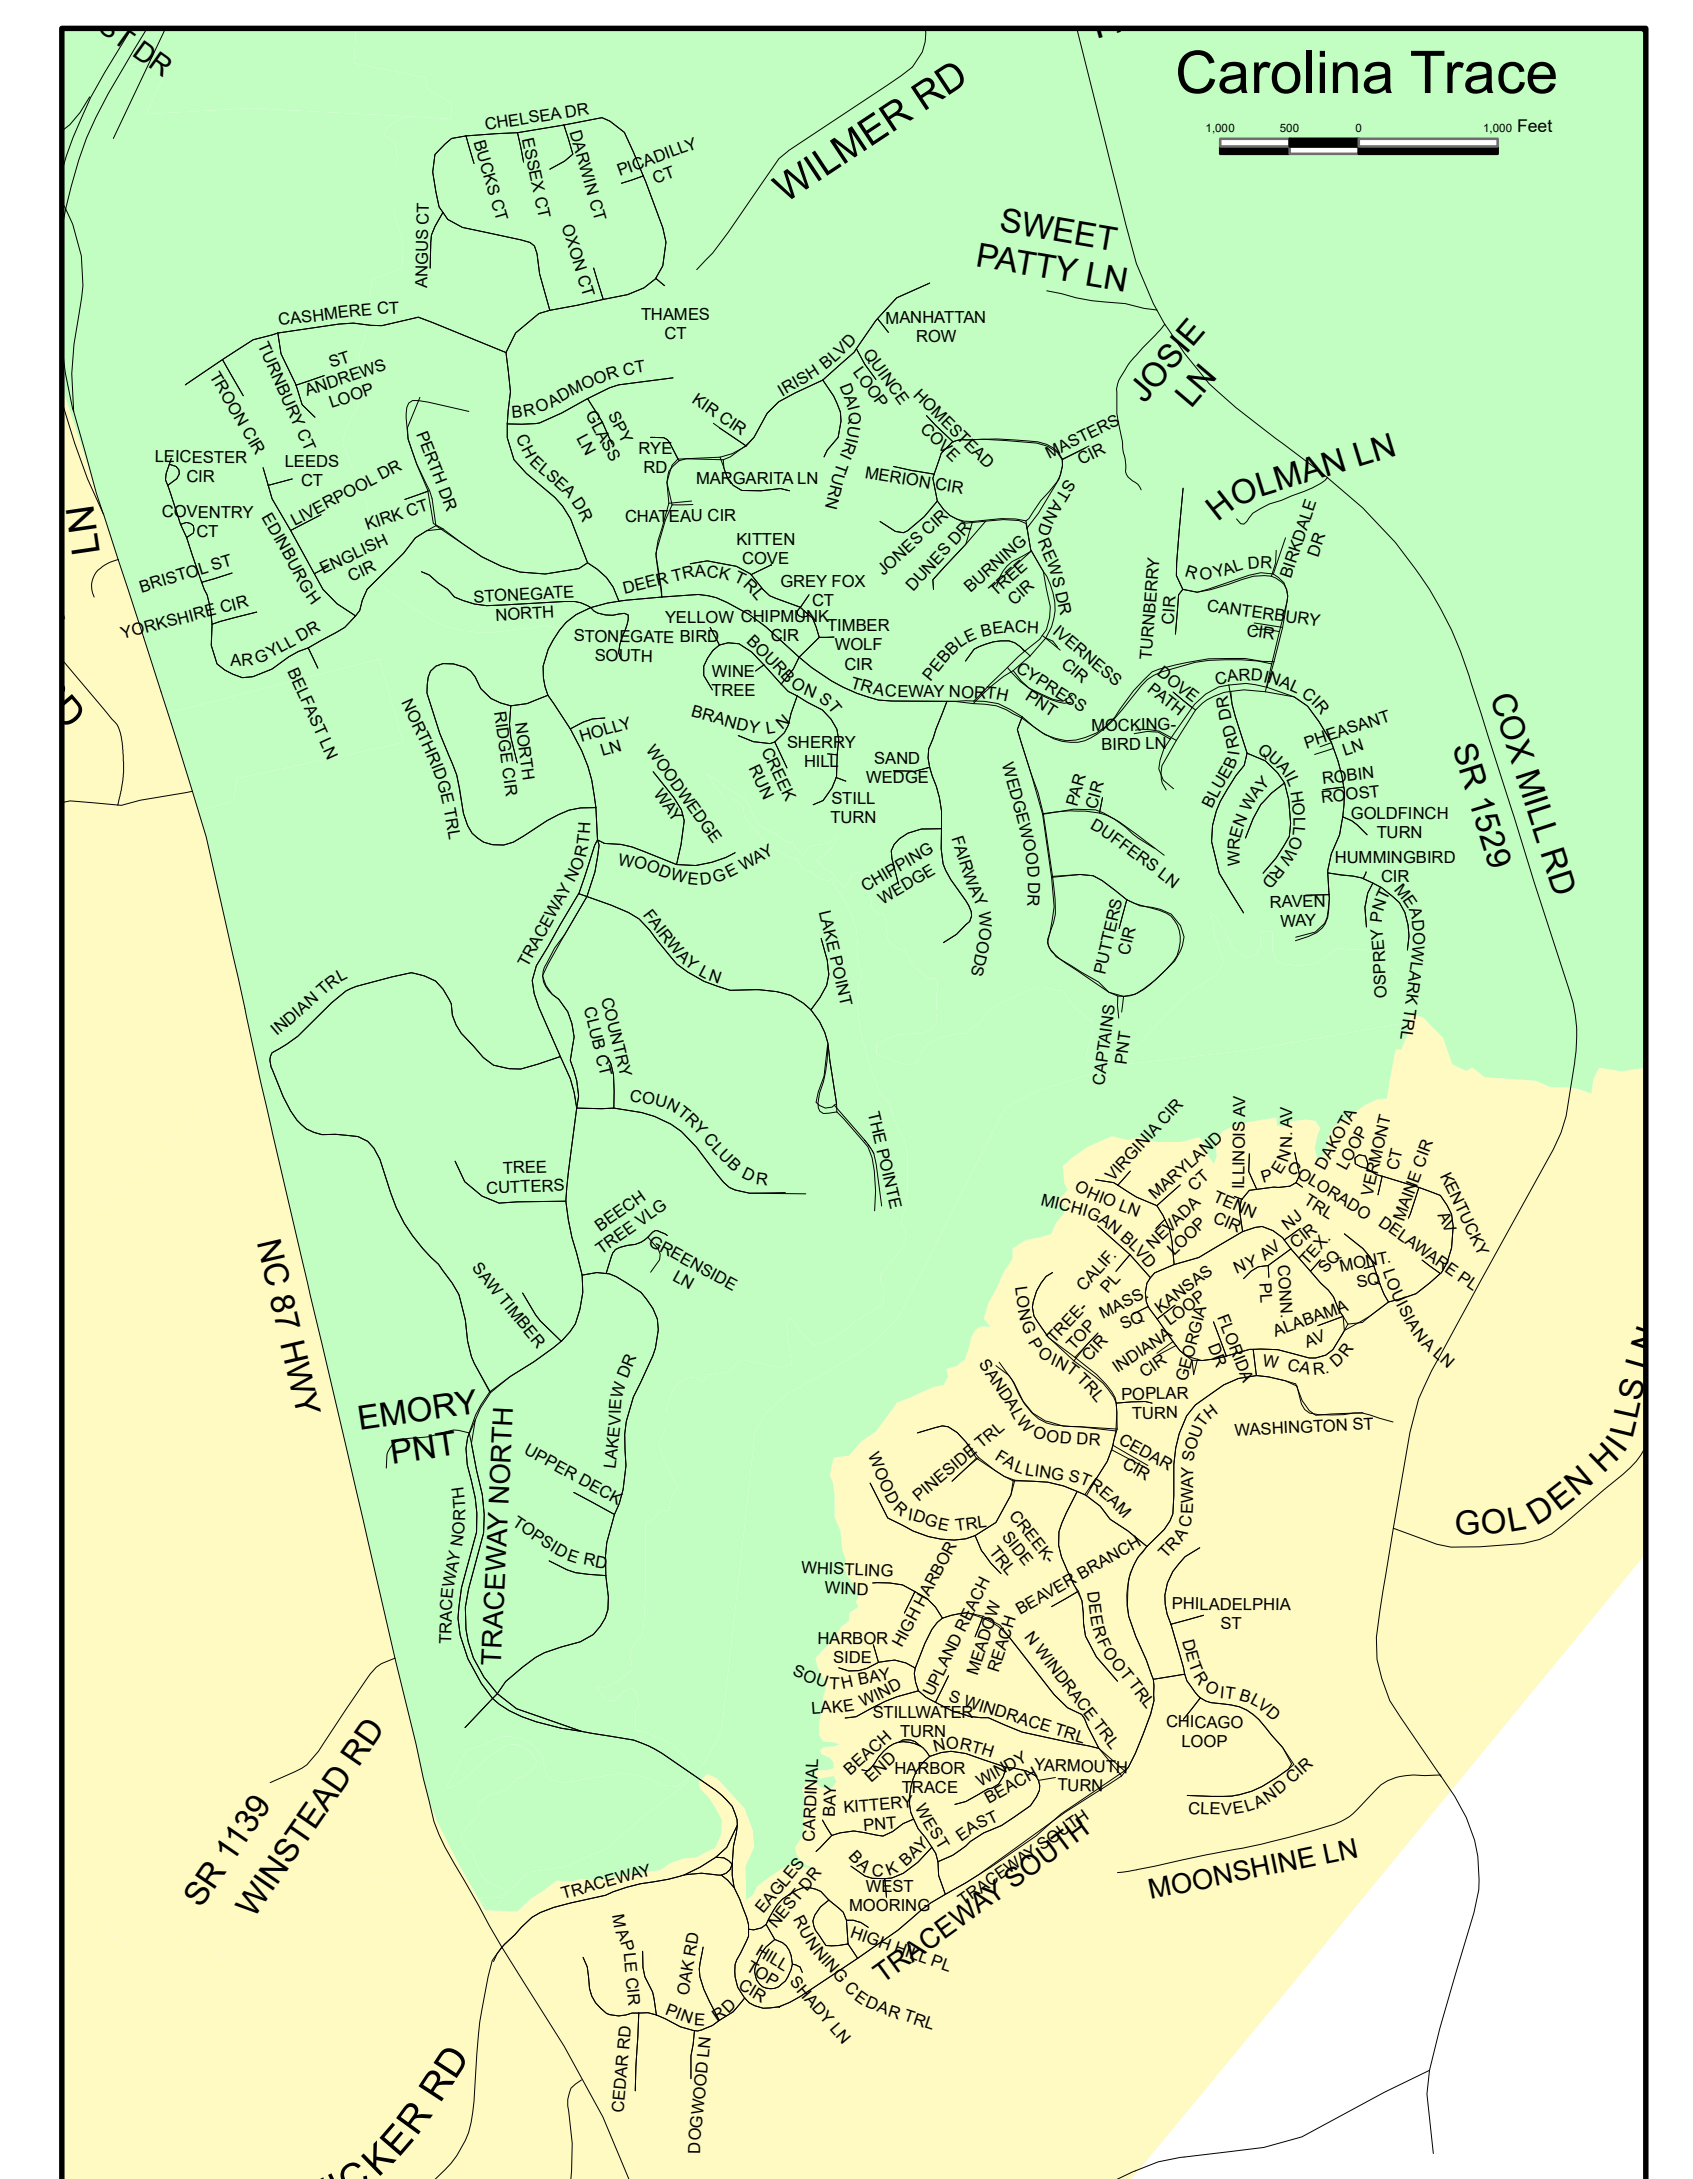 ST DR
Carolina Trace
1,000 500 0 1,000 Feet
WILMER RD
CHELSEA DR
BUCKS CT
ESSEX CT
DARWIN CT
PICADILLY
CT
ANGUS CT
OXON CT
SWEET
PATTY LN
CASHMERE CT
THAMES
CT
MANHATTAN
ROW
JOSIE
LN
TROON CIR
TURNBURY CT
ST
ANDREWS
LOOP
BROADMOOR CT
SPY
GLASS
LN
KIR CIR
IRISH BLVD
QUINCE
LOOP
DAIQUIRI TURN
HOMESTEAD
COVE
MASTERS
CIR
HOLMAN LN
LEICESTER
CIR
LEEDS
CT
LIVERPOOL DR
PERTH DR
CHELSEA DR
RYE
RD
MARGARITA LN
MERION CIR
ST ANDREWS DR
COVENTRY
CT
EDINBURGH
KIRK CT
ENGLISH
CIR
CHATEAU CIR
KITTEN
COVE
JONES CIR
DUNES DR
BURNING
TREE
CIR
BIRKDALE
DR
ROYAL DR
TURNBERRY
CIR
CANTERBURY
CIR
LN
BRISTOL ST
YORKSHIRE CIR
ARGYLL DR
BELFAST LN
STONEGATE
NORTH
DEER TRACK TRL
GREY FOX
CT
YELLOW
BIRD
CHIPMUNK
CIR
TIMBER
WOLF
CIR
STONEGATE
SOUTH
WINE
TREE
BOURBON ST
PEBBLE BEACH
IVERNESS
CIR
CYPRESS
PNT
TRACEWAY NORTH
DOVE
PATH
CARDINAL CIR
MOCKING-
BIRD LN
BRANDY LN
SHERRY
HILL
CREEK
RUN
STILL
TURN
SAND
WEDGE
NORTHRIDGE TRL
NORTH
RIDGE CIR
HOLLY
LN
WOODWEDGE
WAY
WOODWEDGE WAY
CHIPPING
WEDGE
FAIRWAY WOODS
WEDGEWOOD DR
PAR
CIR
DUFFERS LN
BLUEBIRD DR
WREN WAY
QUAIL HOLLOW RD
PHEASANT
LN
ROBIN
ROOST
GOLDFINCH
TURN
HUMMINGBIRD
CIR
RAVEN
WAY
OSPREY PNT
MEADOWLARK TRL
COX MILL RD
SR 1529
TRACEWAY NORTH
FAIRWAY LN
LAKE POINT
PUTTERS
CIR
CAPTAINS
PNT
INDIAN TRL
COUNTRY
CLUB CT
COUNTRY CLUB DR
THE POINTE
TREE
CUTTERS
BEECH
TREE VLG
GREENSIDE
LN
SAW TIMBER
NC 87 HWY
VIRGINIA CIR
OHIO LN
MICHIGAN BLVD
MARYLAND
CT
NEVADA
LOOP
ILLINOIS AV
TENN
CIR
PENN. AV
COLORADO
TRL
DAKOTA
LOOP
VERMONT
CT
MAINE CIR
KENTUCKY
AV
DELAWARE PL
NJ
CIR
NY AV
TEX.
SQ
MONT.
SQ
LOUISIANA LN
CALIF.
PL
MASS
SQ
KANSAS
LOOP
INDIANA
CIR
GEORGIA
FLORIDA
DR
CONN.
PL
ALABAMA
AV
W CAR. DR
TREE-
TOP
CIR
LONG POINT TRL
EMORY
PNT
TRACEWAY NORTH
TRACEWAY NORTH
LAKEVIEW DR
UPPER DECK
TOPSIDE RD
SANDALWOOD DR
POPLAR
TURN
WASHINGTON ST
GOLDEN HILLS LN
PINESIDE TRL
FALLING STREAM
CEDAR
CIR
TRACEWAY SOUTH
WOODRIDGE TRL
CREEK-
SIDE
TRL
BEAVER BRANCH
DEERFOOT TRL
WHISTLING
WIND
HIGH HARBOR
UPLAND REACH
MEADOW
REACH
PHILADELPHIA
ST
DETROIT BLVD
HARBOR
SIDE
SOUTH BAY
LAKE WIND
N WINDRACE TRL
S WINDRACE TRL
STILLWATER
TURN
CHICAGO
LOOP
CLEVELAND CIR
BEACH
END
NORTH
HARBOR
TRACE
WINDY
BEACH
YARMOUTH
TURN
CARDINAL
BAY
KITTERY
PNT
WEST
EAST
BACK BAY
WEST
MOORING
TRACEWAY SOUTH
TRACEWAY SOUTH
MOONSHINE LN
SR 1139
WINSTEAD RD
TRACEWAY
EAGLES
NEST DR
RUNNING CEDAR TRL
HIGH HILL PL
HILL
TOP
CIR
SHADY LN
MAPLE CIR
OAK RD
PINE RD
CEDAR RD
DOGWOOD LN